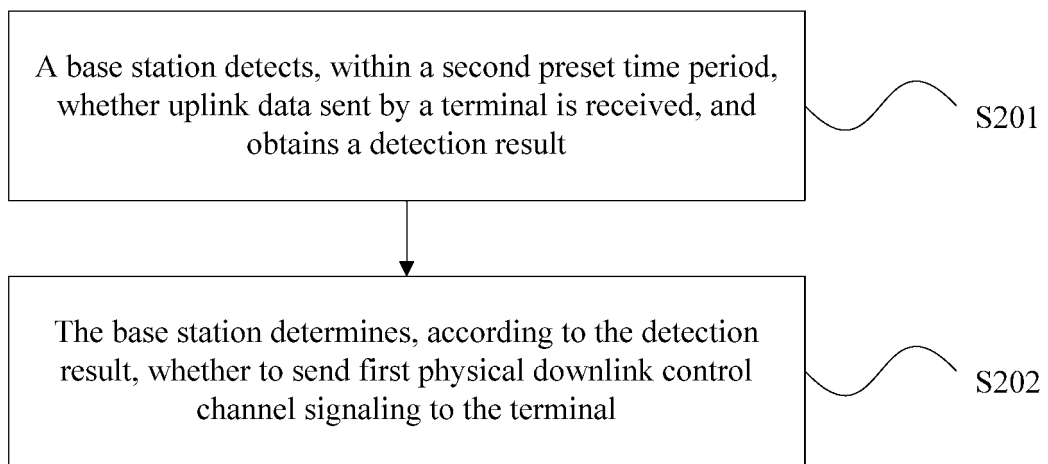 A base station detects, within a second preset time period,
whether uplink data sent by a terminal is received, and
obtains a detection result
S201
The base station determines, according to the detection
result, whether to send first physical downlink control
channel signaling to the terminal
S202